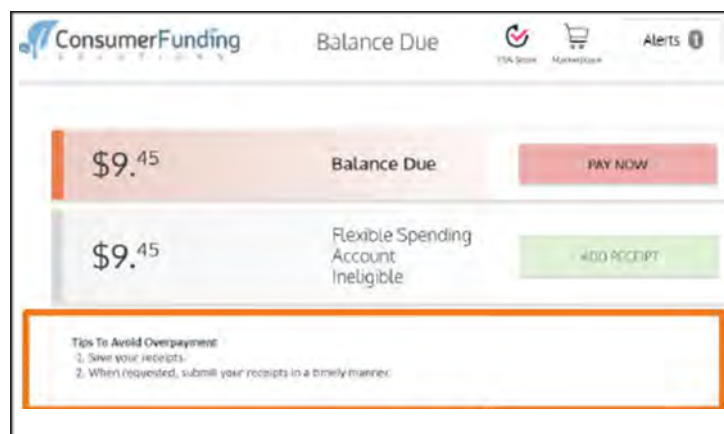 ConsumerFunding
SOLUTIONS
Balance Due
FSA Store
Marketplace
Alerts
$9.45
Balance Due
PAY NOW
$9.45
Flexible Spending
Account
Ineligible
ADD RECEIPT
Tips To Avoid Overpayment
1. Save your receipts.
2. When requested, submit your receipts in a timely manner.